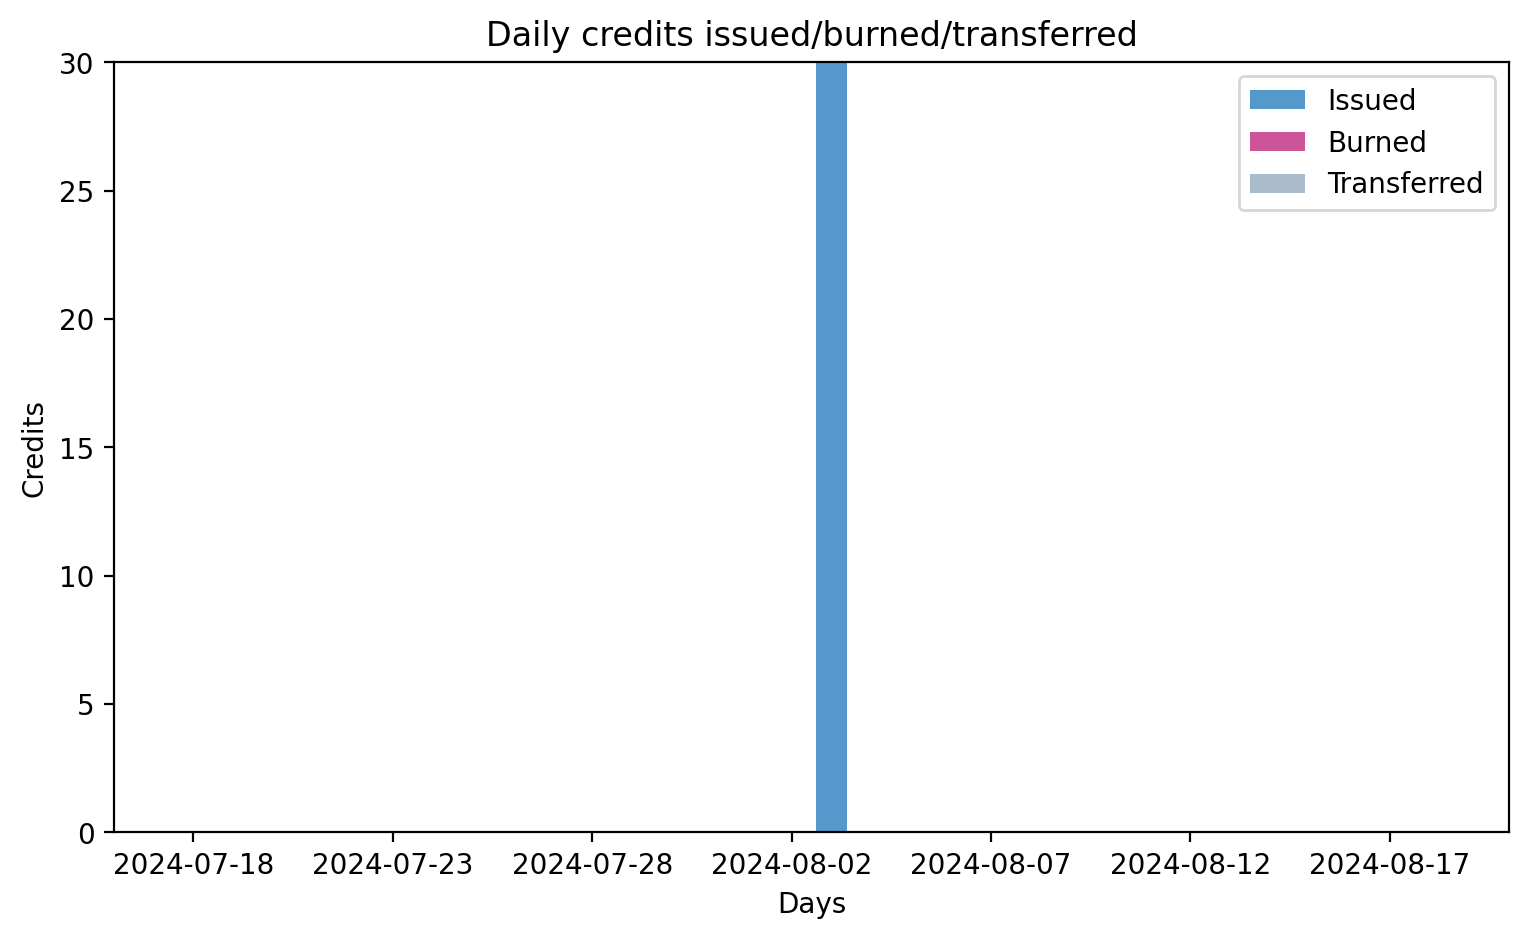 Daily credits issued/burned/transferred
30
25
20
15
10
5
0
Credits
Issued
Burned
Transferred
2024-07-18 2024-07-23 2024-07-28 2024-08-02 2024-08-07 2024-08-12 2024-08-17
Days